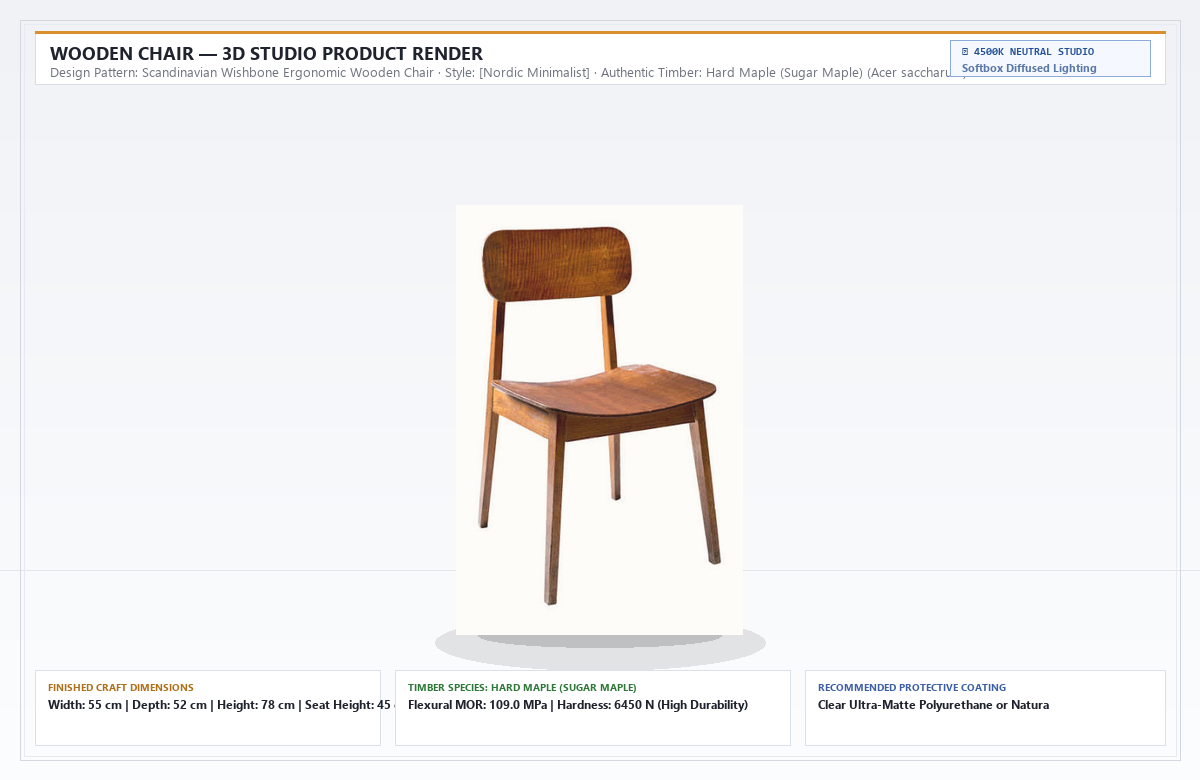 WOODEN CHAIR — 3D STUDIO PRODUCT RENDER
Design Pattern: Scandinavian Wishbone Ergonomic Wooden Chair · Style: [Nordic Minimalist] · Authentic Timber: Hard Maple (Sugar Maple) (Acer
4500K NEUTRAL STUDIO
Softbox Diffused Lighting
FINISHED CRAFT DIMENSIONS
Width: 55 cm | Depth: 52 cm | Height: 78 cm | Seat Height: 45
TIMBER SPECIES: HARD MAPLE (SUGAR MAPLE)
Flexural MOR: 109.0 MPa | Hardness: 6450 N (High Durability)
RECOMMENDED PROTECTIVE COATING
Clear Ultra-Matte Polyurethane or Natura